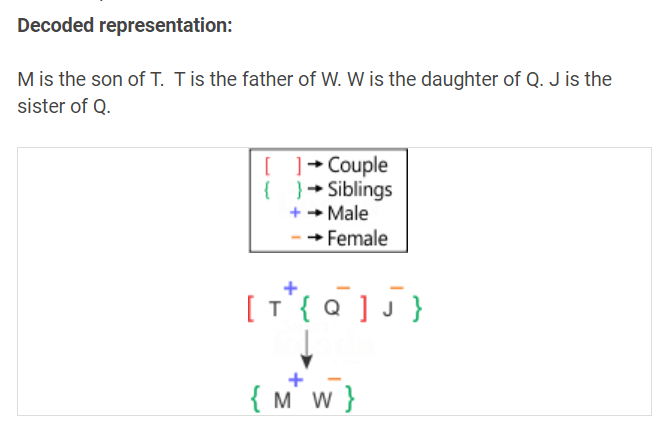 Decoded representation:
M is the son of T. T is the father of W. W is the daughter of Q. J is the
sister of Q.
[ ] → Couple
{ } → Siblings
+ → Male
− → Female
[ T+ { Q− ] J− }
↓
{ M+ W− }